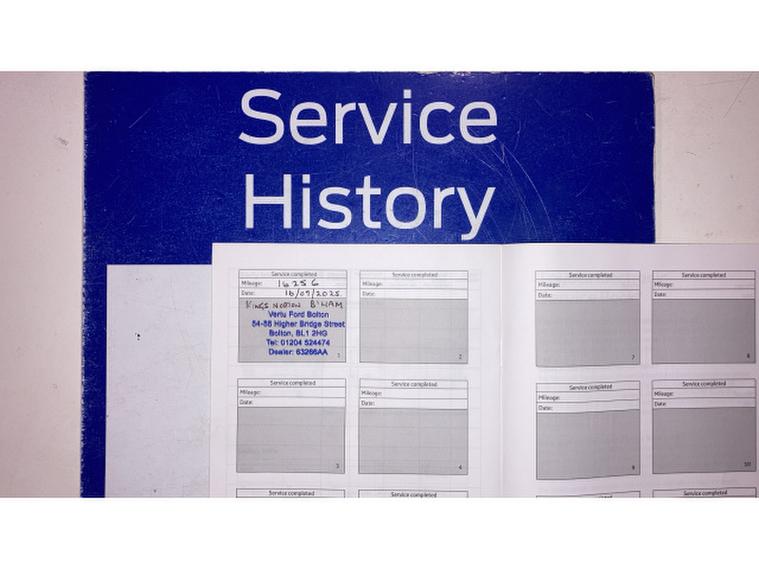 Service
History
Service completed
Mileage: 16256
Date: 16/07/2025.
KINGS NORTON B'HAM
Vertu Ford Bolton
54-58 Higher Bridge Street
Bolton, BL1 2HG
Tel: 01204 524474
Dealer: 63266AA
1
Service completed
Mileage:
Date:
2
Service completed
Mileage:
Date:
7
Service completed
Mileage:
Date:
8
Service completed
Mileage:
Date:
3
Service completed
Mileage:
Date:
4
Service completed
Mileage:
Date:
9
Service completed
Mileage:
Date:
10
Service completed
Service completed
Service completed
Service completed